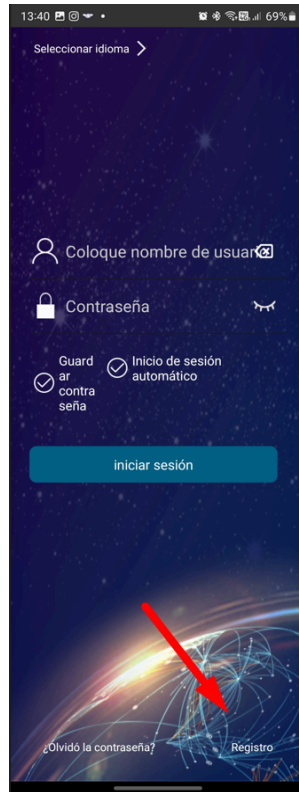 13:40 69%
Seleccionar idioma
Coloque nombre de usuari
Contraseña
Guard
ar
contra
seña
Inicio de sesión
automático
iniciar sesión
¿Olvidó la contraseña?
Registro